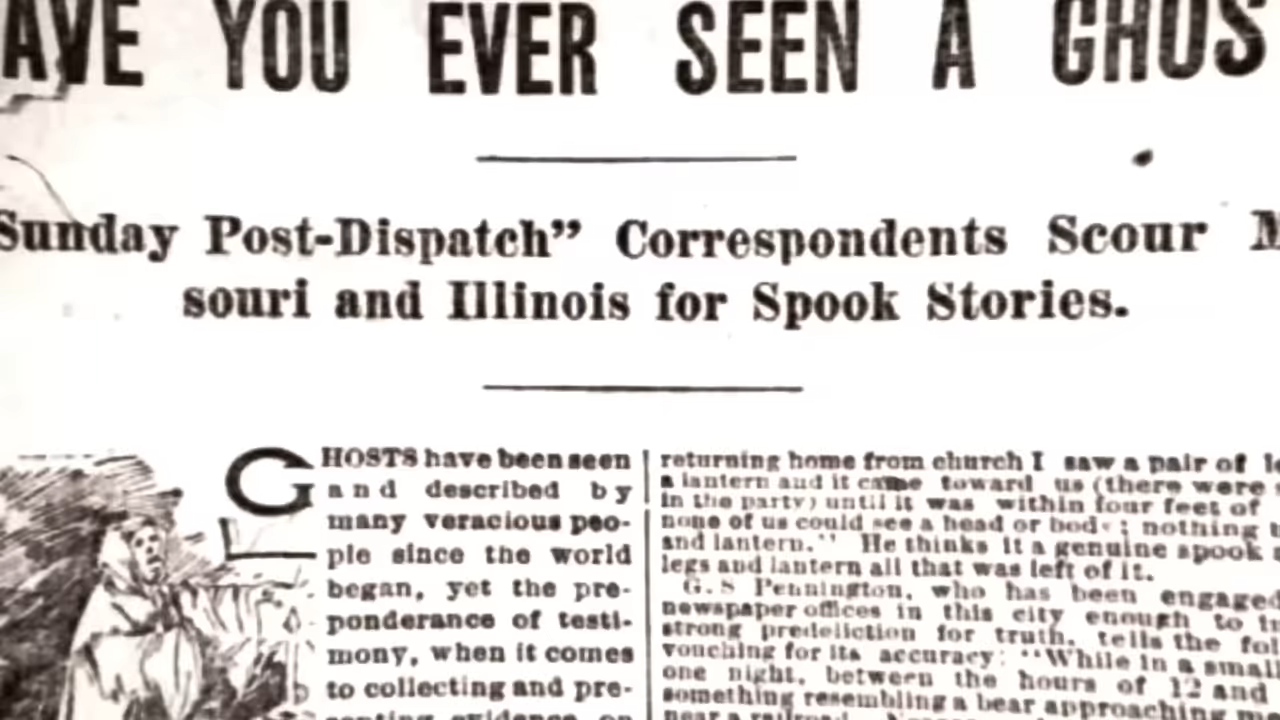 AVE YOU EVER SEEN A GHOS
Sunday Post-Dispatch” Correspondents Scour M
souri and Illinois for Spook Stories.
GHOSTS have been seen
and described by
many veracious peo-
ple since the world
began, yet the pre-
ponderance of testi-
mony, when it comes
to collecting and pre-
returning home from church I saw a pair of
a lantern and it came toward us (there were
in the party) until it was within four feet of
none of us could see a head or body; nothing
and lantern.” He thinks it a genuine spook
legs and lantern all that was left of it.
G. S Pennington, who has been engaged
newspaper offices in this city enough to
strong predeliction for truth, tells the
vouching for its accuracy: “While in a small
one night, between the hours of 12 and
something resembling a bear approaching
near a